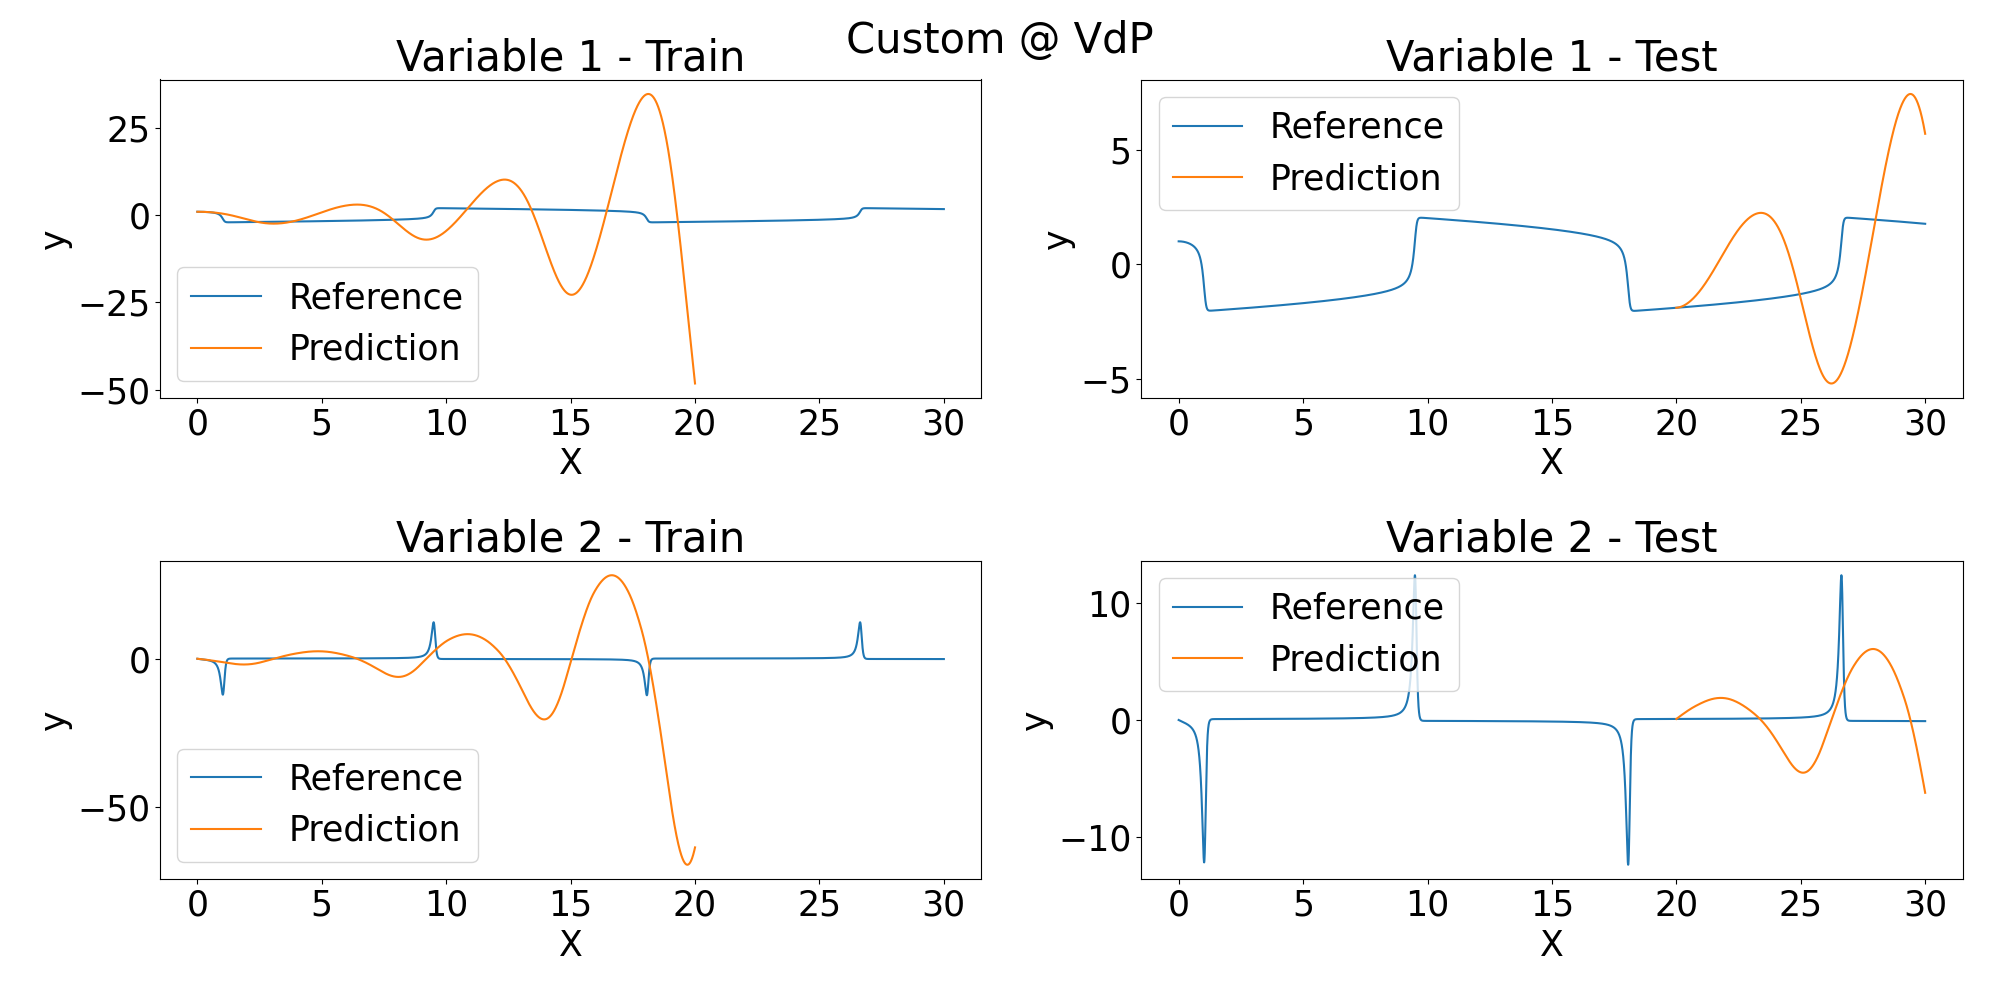 Custom @ VdP
Variable 1 - Train
25
0
−25
−50
y
Reference
Prediction
0 5 10 15 20 25 30
X
Variable 1 - Test
5
0
−5
y
Reference
Prediction
0 5 10 15 20 25 30
X
Variable 2 - Train
0
−50
y
Reference
Prediction
0 5 10 15 20 25 30
X
Variable 2 - Test
10
0
−10
y
Reference
Prediction
0 5 10 15 20 25 30
X